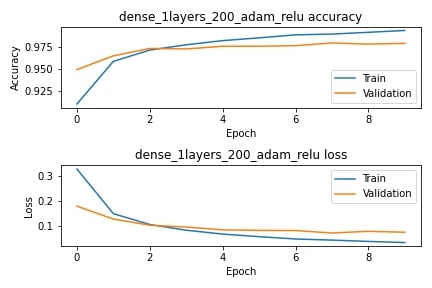 dense_1layers_200_adam_relu accuracy
0.975
0.950
0.925
Accuracy
Train
Validation
0 2 4 6 8
Epoch
dense_1layers_200_adam_relu loss
0.3
0.2
0.1
Loss
Train
Validation
0 2 4 6 8
Epoch